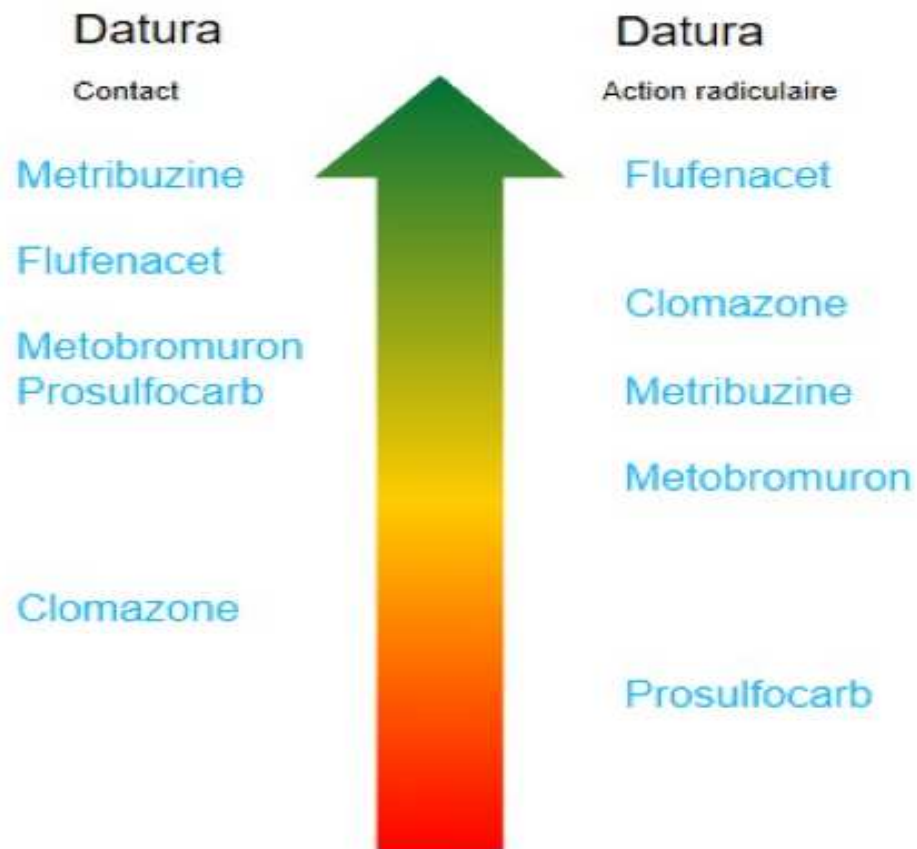 Datura
Contact
Metribuzine
Flufenacet
Metobromuron
Prosulfocarb
Clomazone
Datura
Action radiculaire
Flufenacet
Clomazone
Metribuzine
Metobromuron
Prosulfocarb